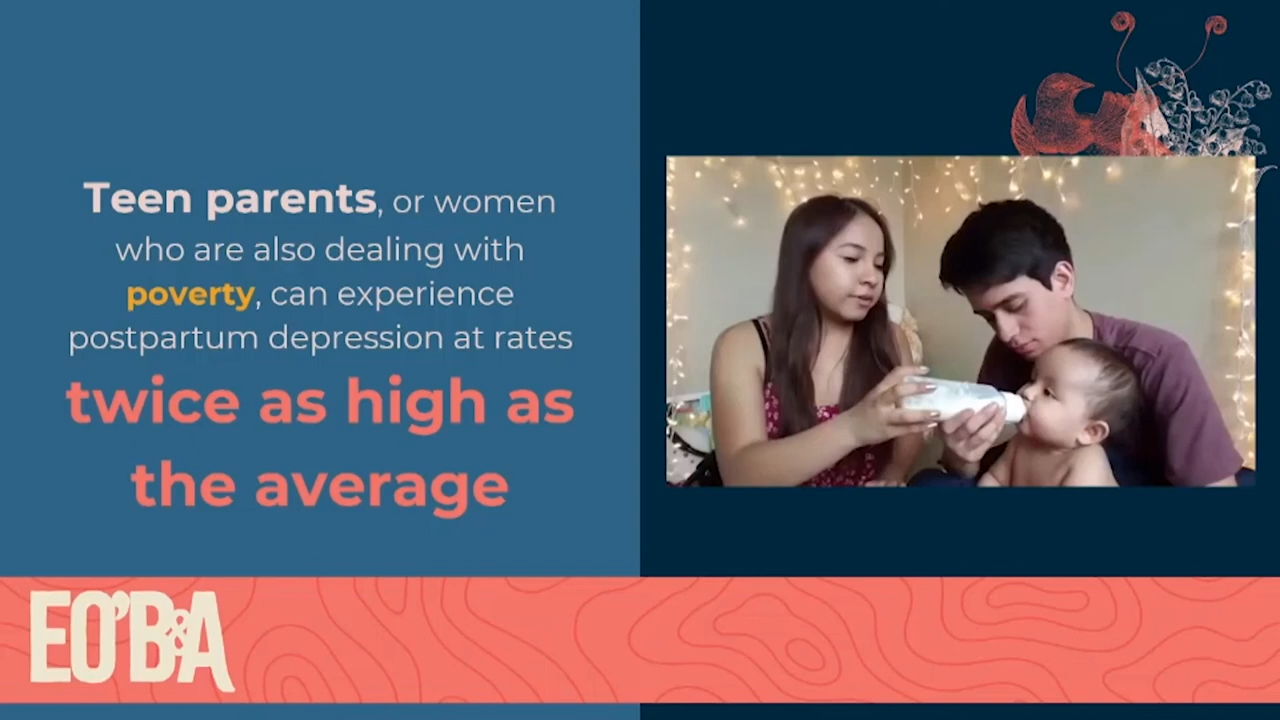 Teen parents, or women
who are also dealing with
poverty, can experience
postpartum depression at rates
twice as high as
the average
EO'B&A